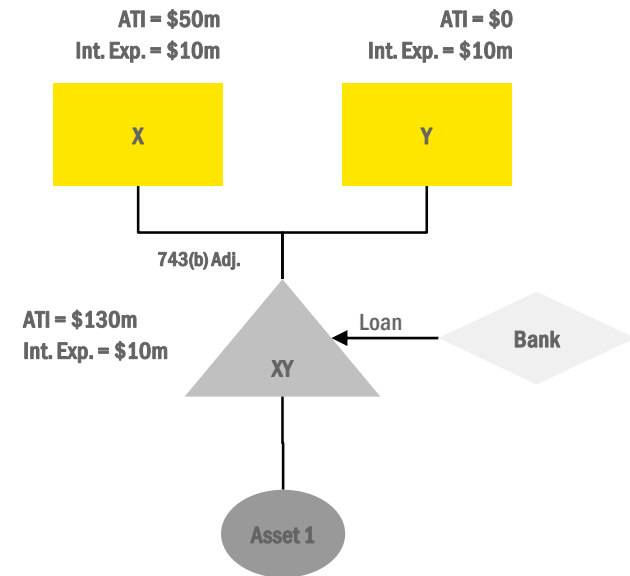 ATI = $50m
Int. Exp. = $10m
ATI = $0
Int. Exp. = $10m
X
Y
743(b) Adj.
ATI = $130m
Int. Exp. = $10m
Loan
Bank
XY
Asset 1